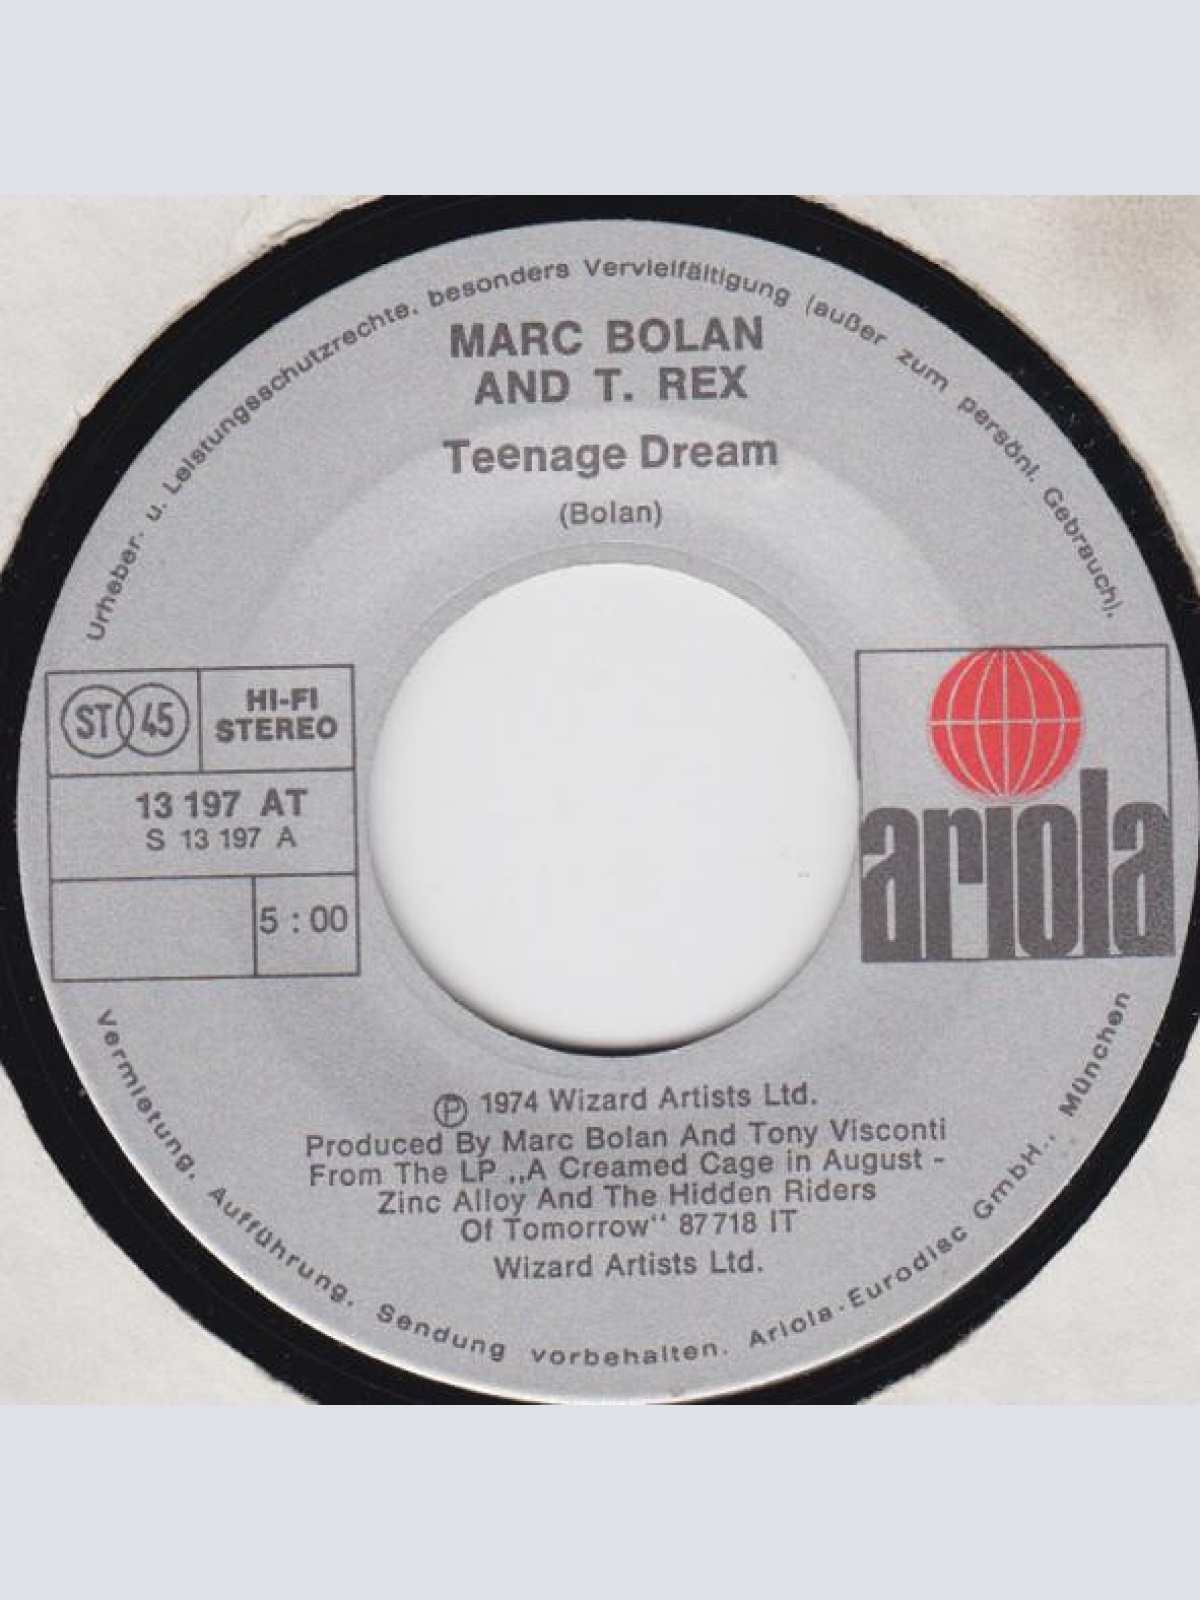 Urheber- u. Leistungsschutzrechte, besonders Vervielfältigung (außer zum persönl. Gebrauch),
MARC BOLAN
AND T. REX
Teenage Dream
(Bolan)
ST 45
HI-FI
STEREO
13 197 AT
S 13 197 A
5 : 00
ariola
Ⓟ 1974 Wizard Artists Ltd.
Produced By Marc Bolan And Tony Visconti
From The LP „A Creamed Cage in August -
Zinc Alloy And The Hidden Riders
Of Tomorrow" 87 718 IT
Wizard Artists Ltd.
Vermietung, Aufführung, Sendung vorbehalten. Ariola-Eurodisc GmbH., München